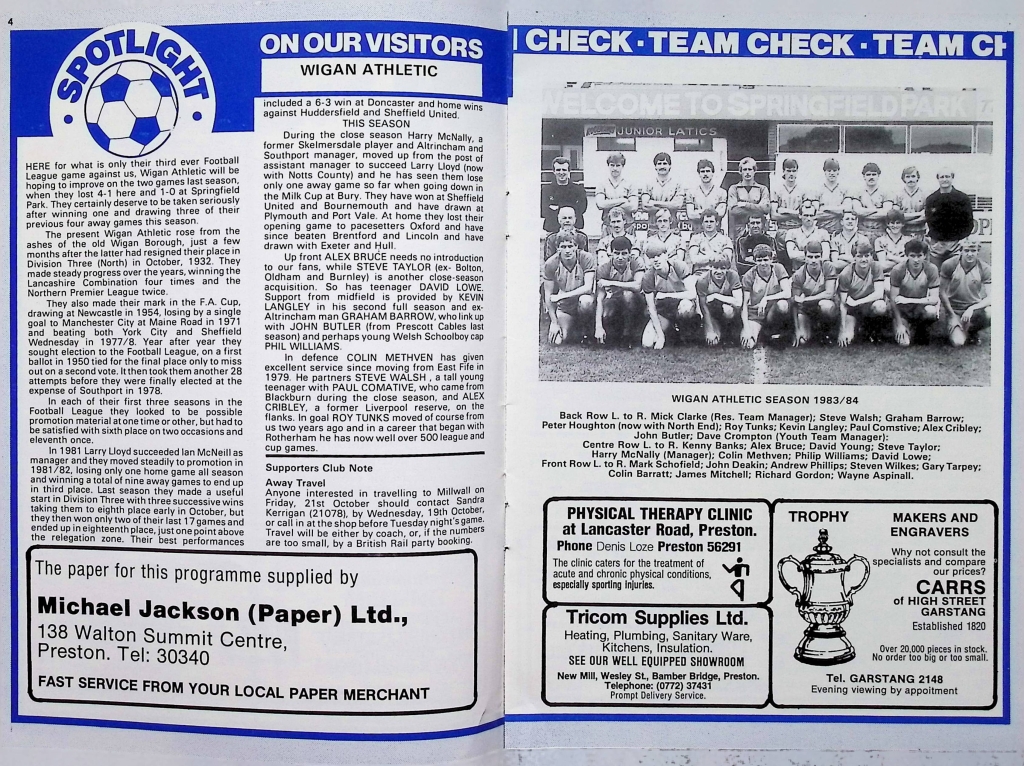 4
SPOTLIGHT
ON OUR VISITORS
WIGAN ATHLETIC
HERE for what is only their third ever Football
League game against us, Wigan Athletic will be
hoping to improve on the two games last season,
when they lost 4-1 here and 1-0 at Springfield
Park. They certainly deserve to be taken seriously
after winning one and drawing three of their
previous four away games this season.
The present Wigan Athletic rose from the
ashes of the old Wigan Borough, just a few
months after the latter had resigned their place in
Division Three (North) in October, 1932. They
made steady progress over the years, winning the
Lancashire Combination four times and the
Northern Premier League twice.
They also made their mark in the F.A. Cup,
drawing at Newcastle in 1954, losing by a single
goal to Manchester City at Maine Road in 1971
and beating both York City and Sheffield
Wednesday in 1977/8. Year after year they
sought election to the Football League, on a first
ballot in 1950 tied for the final place only to miss
out on a second vote. It then took them another 28
attempts before they were finally elected at the
expense of Southport in 1978.
In each of their first three seasons in the
Football League they looked to be possible
promotion material at one time or other, but had to
be satisfied with sixth place on two occasions and
eleventh once.
In 1981 Larry Lloyd succeeded Ian McNeill as
manager and they moved steadily to promotion in
1981/82, losing only one home game all season
and winning a total of nine away games to end up
in third place. Last season they made a useful
start in Division Three with three successive wins
taking them to eighth place early in October, but
they then won only two of their last 17 games and
ended up in eighteenth place, just one point above
the relegation zone. Their best performances
included a 6-3 win at Doncaster and home wins
against Huddersfield and Sheffield United.
THIS SEASON
During the close season Harry McNally, a
former Skelmersdale player and Altrincham and
Southport manager, moved up from the post of
assistant manager to succeed Larry Lloyd (now
with Notts County) and he has seen them lose
only one away game so far when going down in
the Milk Cup at Bury. They have won at Sheffield
United and Bournemouth and have drawn at
Plymouth and Port Vale. At home they lost their
opening game to pacesetters Oxford and have
since beaten Brentford and Lincoln and have
drawn with Exeter and Hull.
Up front ALEX BRUCE needs no introduction
to our fans, while STEVE TAYLOR (ex- Bolton,
Oldham and Burnley) is another close-season
acquisition. So has teenager DAVID LOWE.
Support from midfield is provided by KEVIN
LANGLEY in his second full season and ex-
Altrincham man GRAHAM BARROW, who link up
with JOHN BUTLER (from Prescot Cables last
season) and perhaps young Welsh Schoolboy cap
PHIL WILLIAMS.
In defence COLIN METHVEN has given
excellent service since moving from East Fife in
1979. He partners STEVE WALSH , a tall young
teenager with PAUL COMATIVE, who came from
Blackburn during the close season, and ALEX
CRIBLEY, a former Liverpool reserve, on the
flanks. In goal ROY TUNKS moved of course from
us two years ago and in a career that began with
Rotherham he has now well over 500 league and
cup games.
Supporters Club Note
Away Travel
Anyone interested in travelling to Millwall on
Friday, 21st October should contact Sandra
Kerrigan (21078), by Wednesday, 19th October,
or call in at the shop before Tuesday night's game.
Travel will be either by coach, or, if the numbers
are too small, by a British Rail party booking.
The paper for this programme supplied by
Michael Jackson (Paper) Ltd.,
138 Walton Summit Centre,
Preston. Tel: 30340
FAST SERVICE FROM YOUR LOCAL PAPER MERCHANT
CHECK · TEAM CHECK · TEAM CH
WELCOME TO SPRINGFIELD PARK
JUNIOR LATICS
WIGAN ATHLETIC SEASON 1983/84
Back Row L. to R. Mick Clarke (Res. Team Manager); Steve Walsh; Graham Barrow;
Peter Houghton (now with North End); Roy Tunks; Kevin Langley; Paul Comstive; Alex Cribley;
John Butler; Dave Crompton (Youth Team Manager):
Centre Row L. to R. Kenny Banks; Alex Bruce; David Young; Steve Taylor;
Harry McNally (Manager); Colin Methven; Philip Williams; David Lowe;
Front Row L. to R. Mark Schofield; John Deakin; Andrew Phillips; Steven Wilkes; Gary Tarpey;
Colin Barratt; James Mitchell; Richard Gordon; Wayne Aspinall.
PHYSICAL THERAPY CLINIC
at Lancaster Road, Preston.
Phone Denis Loze Preston 56291
The clinic caters for the treatment of
acute and chronic physical conditions,
especially sporting injuries.
Tricom Supplies Ltd.
Heating, Plumbing, Sanitary Ware,
Kitchens, Insulation.
SEE OUR WELL EQUIPPED SHOWROOM
New Mill, Wesley St., Bamber Bridge, Preston.
Telephone: (0772) 37431
Prompt Delivery Service.
TROPHY
MAKERS AND
ENGRAVERS
Why not consult the
specialists and compare
our prices?
CARRS
of HIGH STREET
GARSTANG
Established 1820
Over 20,000 pieces in stock.
No order too big or too small.
Tel. GARSTANG 2148
Evening viewing by appoitment